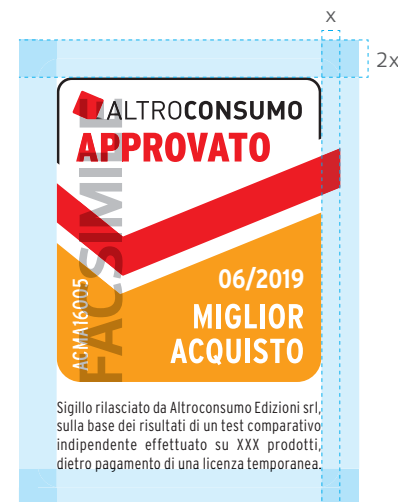 x
2x
ALTROCONSUMO
APPROVATO
FACSIMILE
ACMA16005
06/2019
MIGLIOR
ACQUISTO
Sigillo rilasciato da Altroconsumo Edizioni srl,
sulla base dei risultati di un test comparativo
indipendente effettuato su XXX prodotti,
dietro pagamento di una licenza temporanea.